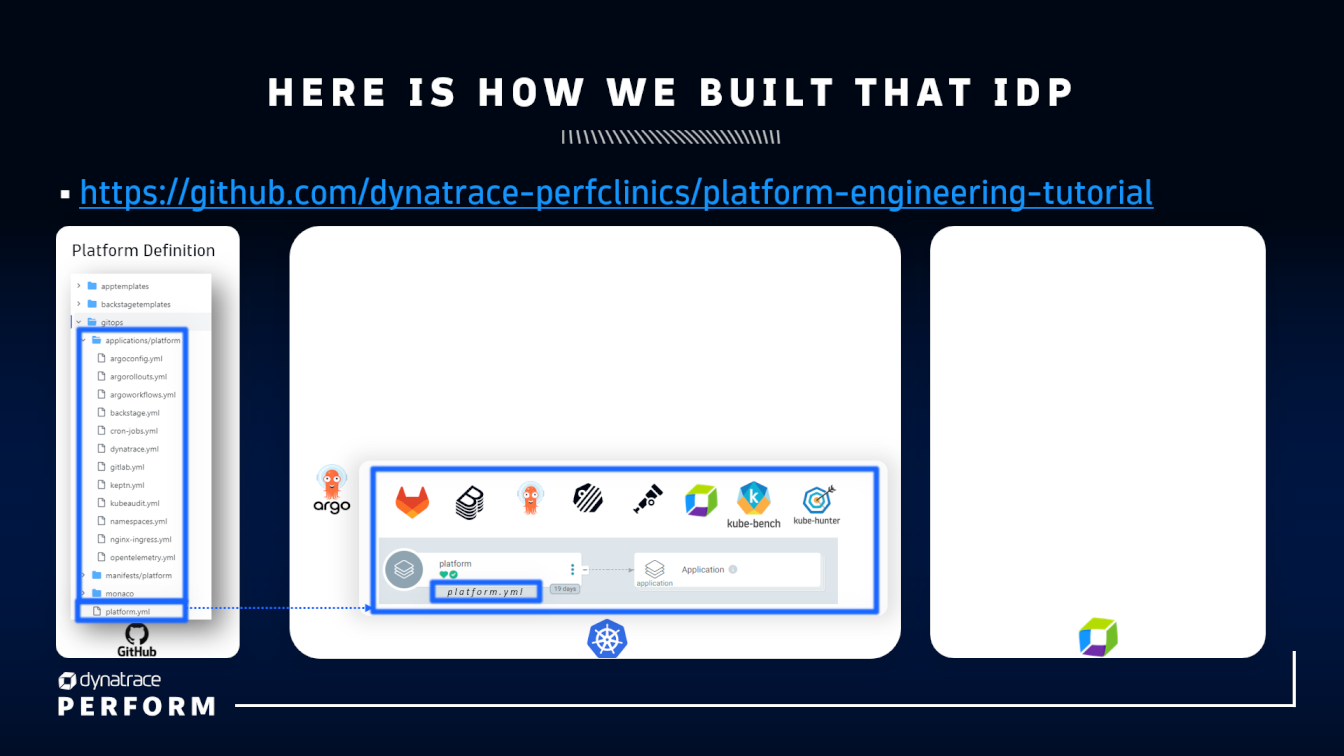 HERE IS HOW WE BUILT THAT IDP
▪ https://github.com/dynatrace-perfclinics/platform-engineering-tutorial
Platform Definition
apptemplates
backstagetemplates
gitops
applications/platform
argoconfig.yml
argorollouts.yml
argoworkflows.yml
backstage.yml
cron-jobs.yml
dynatrace.yml
gitlab.yml
keptn.yml
kubeaudit.yml
namespaces.yml
nginx-ingress.yml
opentelemetry.yml
manifests/platform
monaco
platform.yml
GitHub
argo
kube-bench
kube-hunter
platform
platform.yml
19 days
application
Application
dynatrace
PERFORM